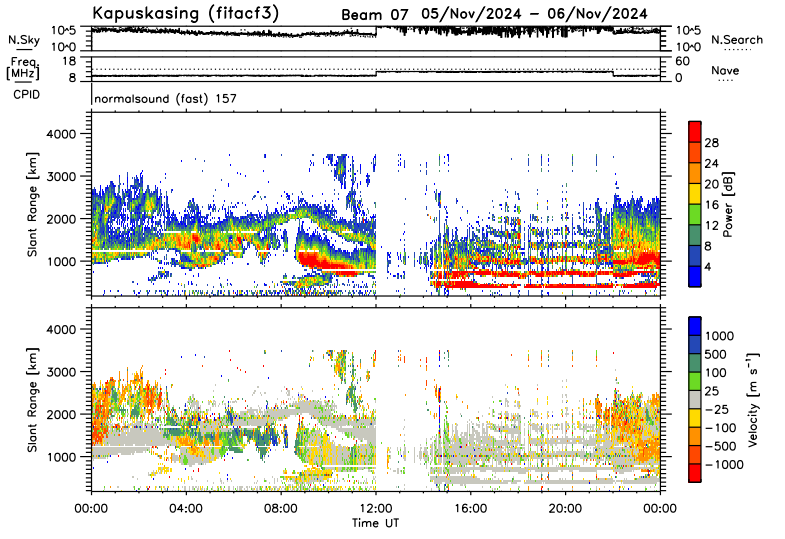 Kapuskasing (fitacf3) Beam 07 05/Nov/2024 − 06/Nov/2024
N.Sky 10^5 10^0 10^5 10^0 N.Search
Freq. [MHz] 18 8 60 0 Nave
CPID normalsound (fast) 157
Slant Range [km] 4000 3000 2000 1000
28 24 20 16 12 8 4 Power [dB]
Slant Range [km] 4000 3000 2000 1000
1000 500 100 25 −25 −100 −500 −1000 Velocity [m s⁻¹]
00:00 04:00 08:00 12:00 16:00 20:00 00:00
Time UT